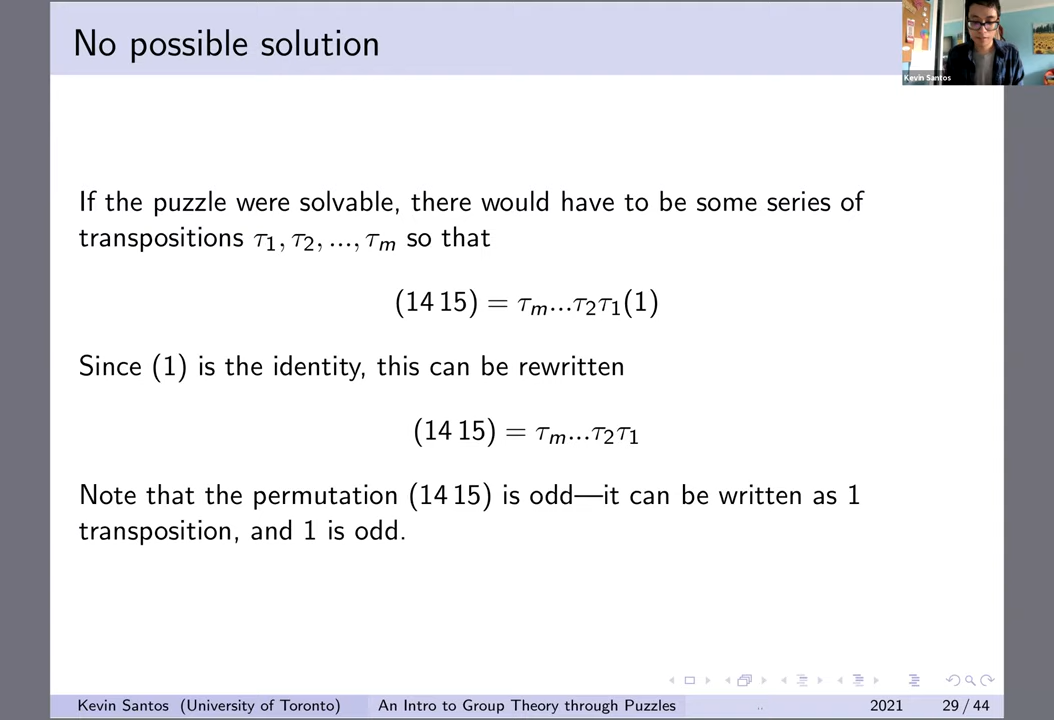 No possible solution
Kevin Santos
If the puzzle were solvable, there would have to be some series of
transpositions τ₁, τ₂, ..., τₘ so that
(14 15) = τₘ...τ₂τ₁(1)
Since (1) is the identity, this can be rewritten
(14 15) = τₘ...τ₂τ₁
Note that the permutation (14 15) is odd—it can be written as 1
transposition, and 1 is odd.
Kevin Santos (University of Toronto) An Intro to Group Theory through Puzzles .. 2021 29 / 44